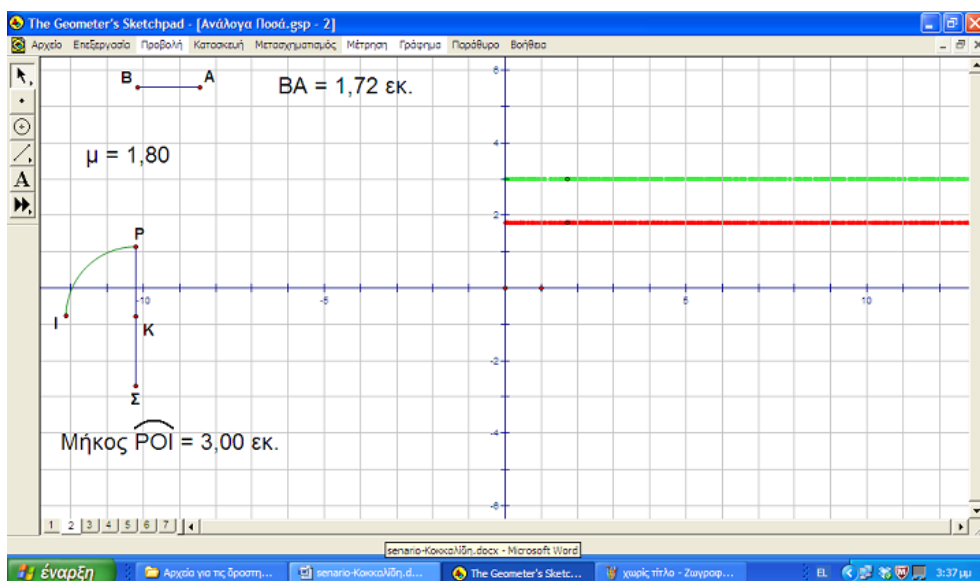 The Geometer's Sketchpad - [Ανάλογα Ποσά.gsp - 2]
Αρχείο Επεξεργασία Προβολή Κατασκευή Μετασχηματισμός Μέτρηση Γράφημα Παράθυρο Βοήθεια
B A
BA = 1,72 εκ.
μ = 1,80
P
I
K
Σ
Μήκος POI = 3,00 εκ.
6
4
2
-10 -5 5 10
-2
-4
-6
A
1 2 3 4 5 6 7
senario-Κοκκαλίδη.docx - Microsoft Word
έναρξη Αρχεία για τις δραστη... senario-Κοκκαλίδη.d... The Geometer's Sketc... χωρίς τίτλο - Ζωγραφ... EL 3:37 μμ